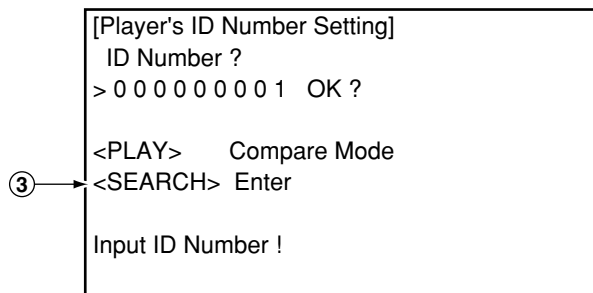 [Player's ID Number Setting]
ID Number ?
> 0 0 0 0 0 0 0 0 1 OK ?
<PLAY> Compare Mode
③ <SEARCH> Enter
Input ID Number !